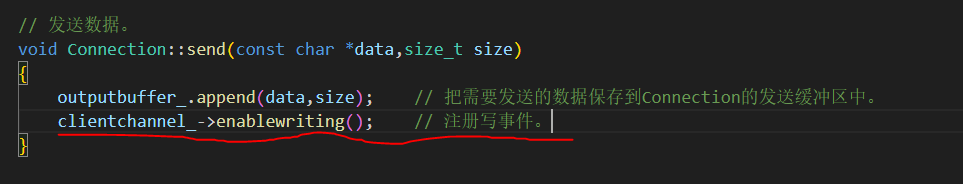 // 发送数据。
void Connection::send(const char *data,size_t size)
{
outputbuffer_.append(data,size); // 把需要发送的数据保存到Connection的发送缓冲区中。
clientchannel_->enablewriting(); // 注册写事件。
}